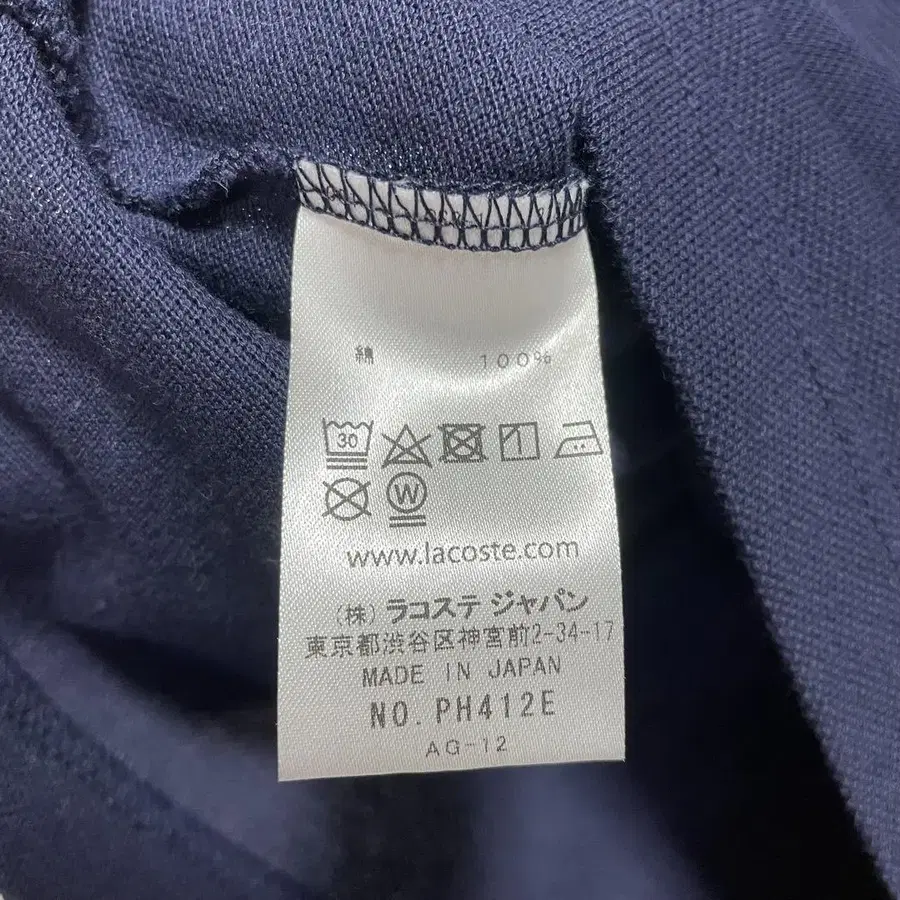 綿 100%
30
W
www.lacoste.com
（株）ラコステ ジャパン
東京都渋谷区神宮前2-34-17
MADE IN JAPAN
NO. PH412E
AG-12